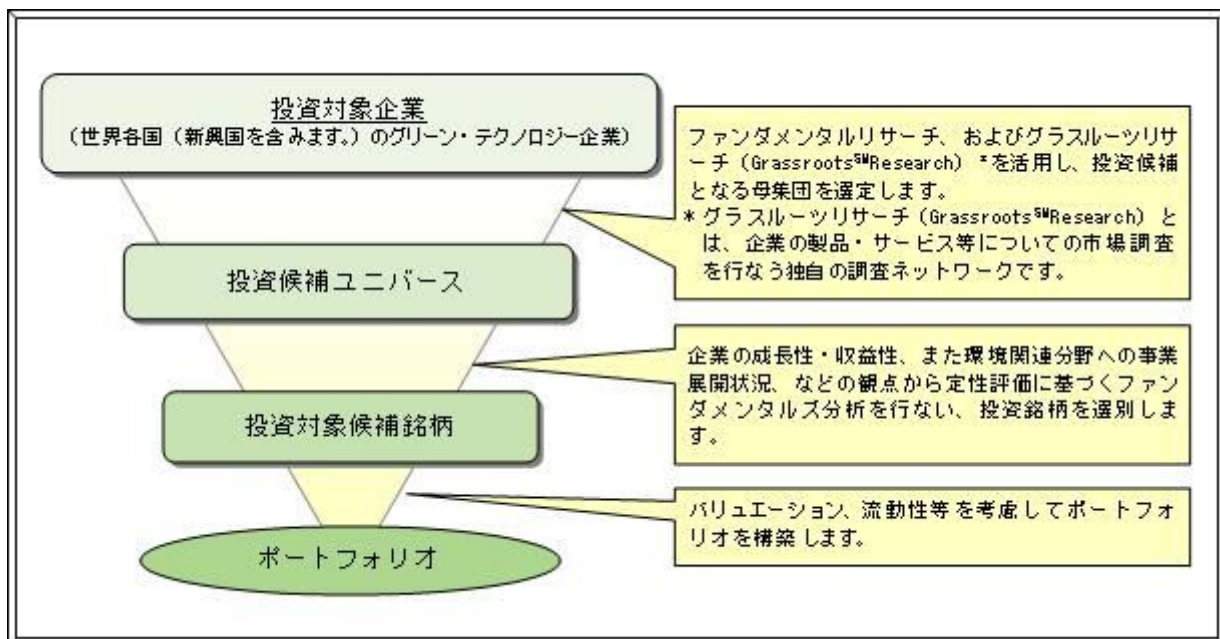 投資対象企業
(世界各国(新興国を含みます。)のグリーン・テクノロジー企業)
ファンダメンタルリサーチ、およびグラスルーツリサ
ーチ(Grassroots℠Research)*を活用し、投資候補
となる母集団を選定します。
*グラスルーツリサーチ(Grassroots℠Research)と
は、企業の製品・サービス等についての市場調査
を行なう独自の調査ネットワークです。
投資候補ユニバース
企業の成長性・収益性、また環境関連分野への事業
展開状況、などの観点から定性評価に基づくファン
ダメンタルズ分析を行ない、投資銘柄を選別しま
す。
投資対象候補銘柄
バリュエーション、流動性等を考慮してポートフォ
リオを構築します。
ポートフォリオ